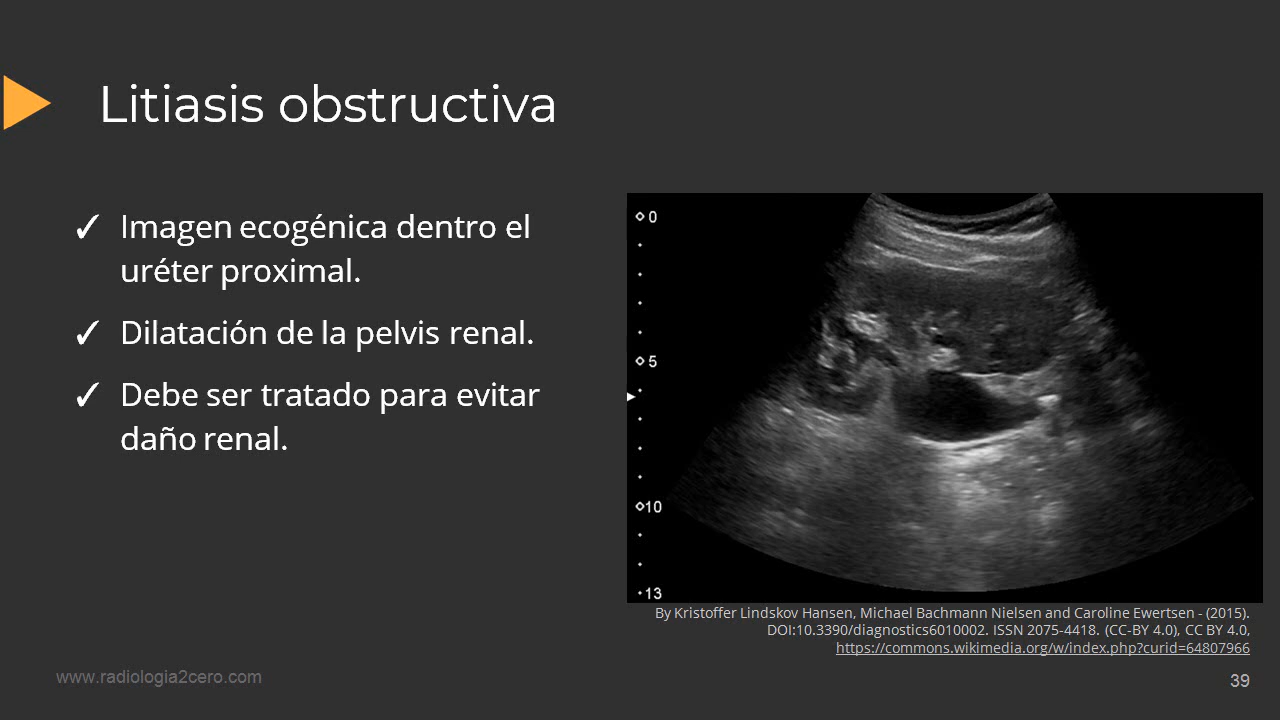 Litiasis obstructiva
✓ Imagen ecogénica dentro el
uréter proximal.
✓ Dilatación de la pelvis renal.
✓ Debe ser tratado para evitar
daño renal.
0
5
10
13
By Kristoffer Lindskov Hansen, Michael Bachmann Nielsen and Caroline Ewertsen - (2015).
DOI:10.3390/diagnostics6010002. ISSN 2075-4418. (CC-BY 4.0), CC BY 4.0,
https://commons.wikimedia.org/w/index.php?curid=64807966
www.radiologia2cero.com
39